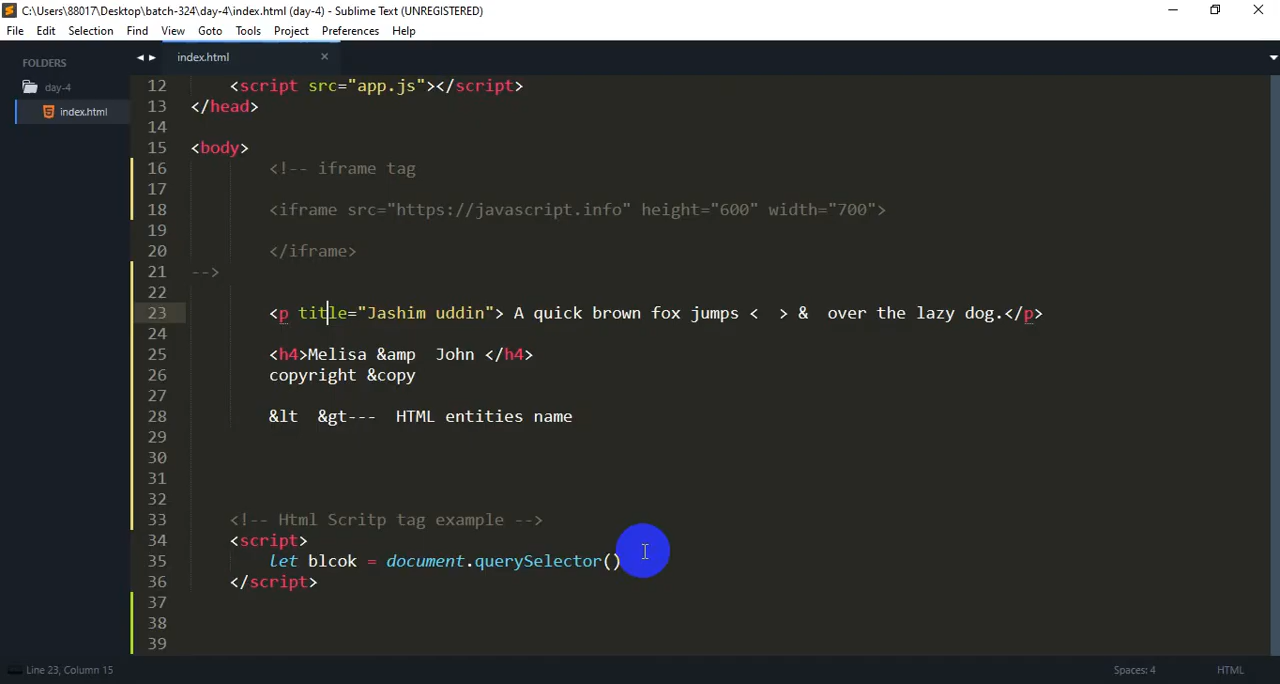 C:\Users\88017\Desktop\batch-324\day-4\index.html (day-4) - Sublime Text (UNREGISTERED)
File Edit Selection Find View Goto Tools Project Preferences Help
FOLDERS
day-4
index.html
index.html
12 <script src="app.js"></script>
13 </head>
14
15 <body>
16 <!-- iframe tag
17
18 <iframe src="https://javascript.info" height="600" width="700">
19
20 </iframe>
21 -->
22
23 <p title="Jashim uddin"> A quick brown fox jumps < > & over the lazy dog.</p>
24
25 <h4>Melisa &amp John </h4>
26 copyright &copy
27
28 &lt &gt--- HTML entities name
29
30
31
32
33 <!-- Html Scritp tag example -->
34 <script>
35 let blcok = document.querySelector()
36 </script>
37
38
39
Line 23, Column 15
Spaces: 4
HTML